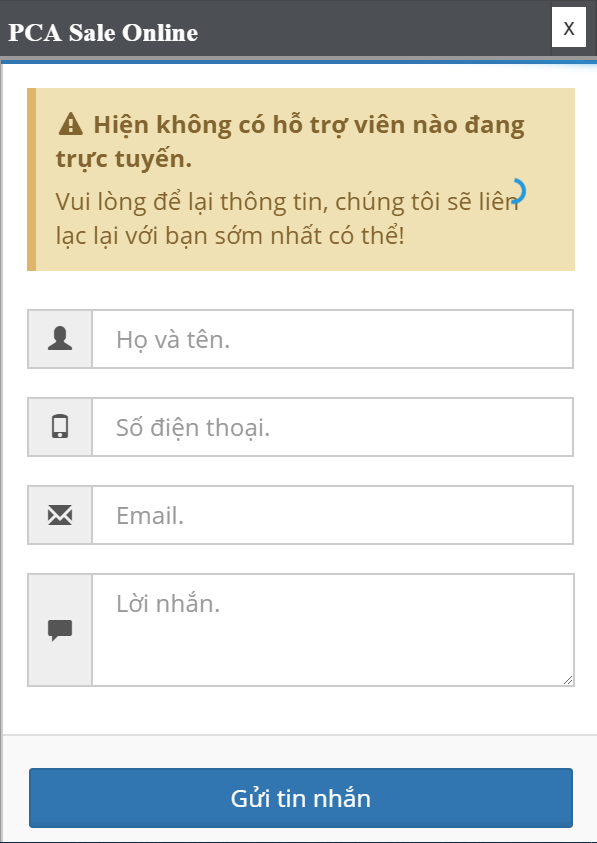 PCA Sale Online
X
Hiện không có hỗ trợ viên nào đang
trực tuyến.
Vui lòng để lại thông tin, chúng tôi sẽ liên
lạc lại với bạn sớm nhất có thể!
Họ và tên.
Số điện thoại.
Email.
Lời nhắn.
Gửi tin nhắn